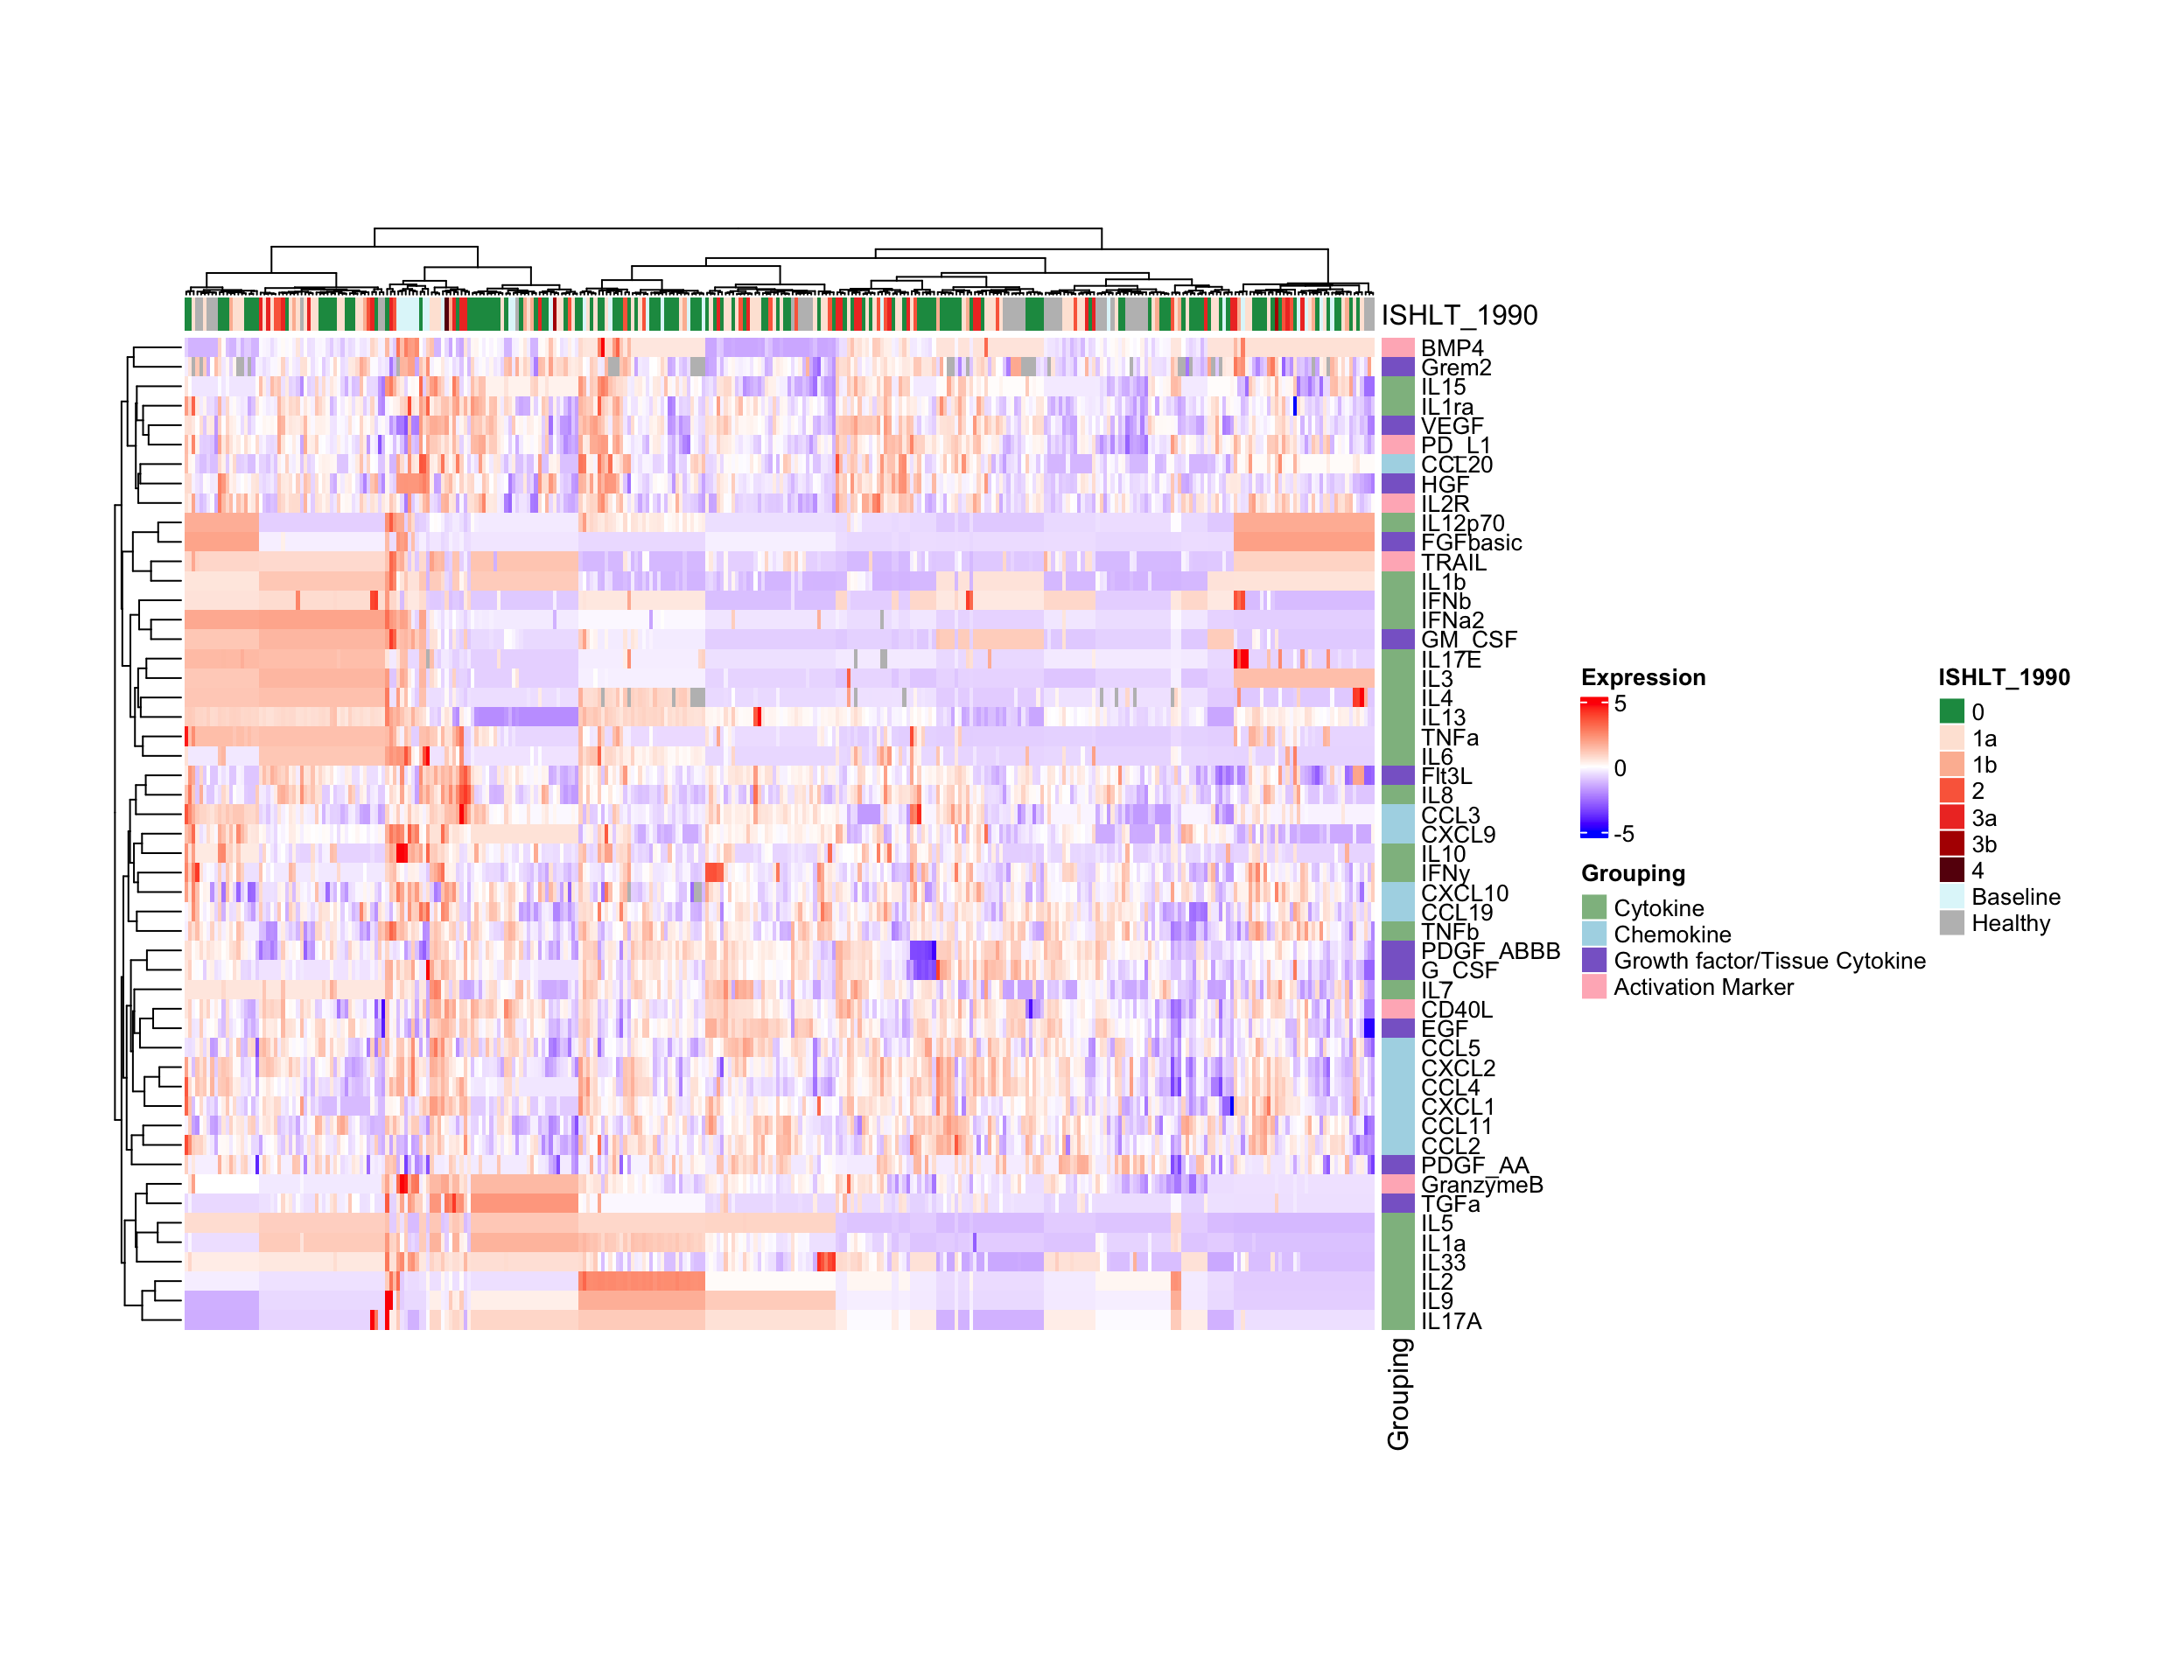 ISHLT_1990
BMP4
Grem2
IL15
IL1ra
VEGF
PD_L1
CCL20
HGF
IL2R
IL12p70
FGFbasic
TRAIL
IL1b
IFNb
IFNa2
GM_CSF
IL17E
IL3
IL4
IL13
TNFa
IL6
Flt3L
IL8
CCL3
CXCL9
IL10
IFNy
CXCL10
CCL19
TNFb
PDGF_ABBB
G_CSF
IL7
CD40L
EGF
CCL5
CXCL2
CCL4
CXCL1
CCL11
CCL2
PDGF_AA
GranzymeB
TGFa
IL5
IL1a
IL33
IL2
IL9
IL17A
Grouping
Expression
5
0
-5
Grouping
Cytokine
Chemokine
Growth factor/Tissue Cytokine
Activation Marker
ISHLT_1990
0
1a
1b
2
3a
3b
4
Baseline
Healthy